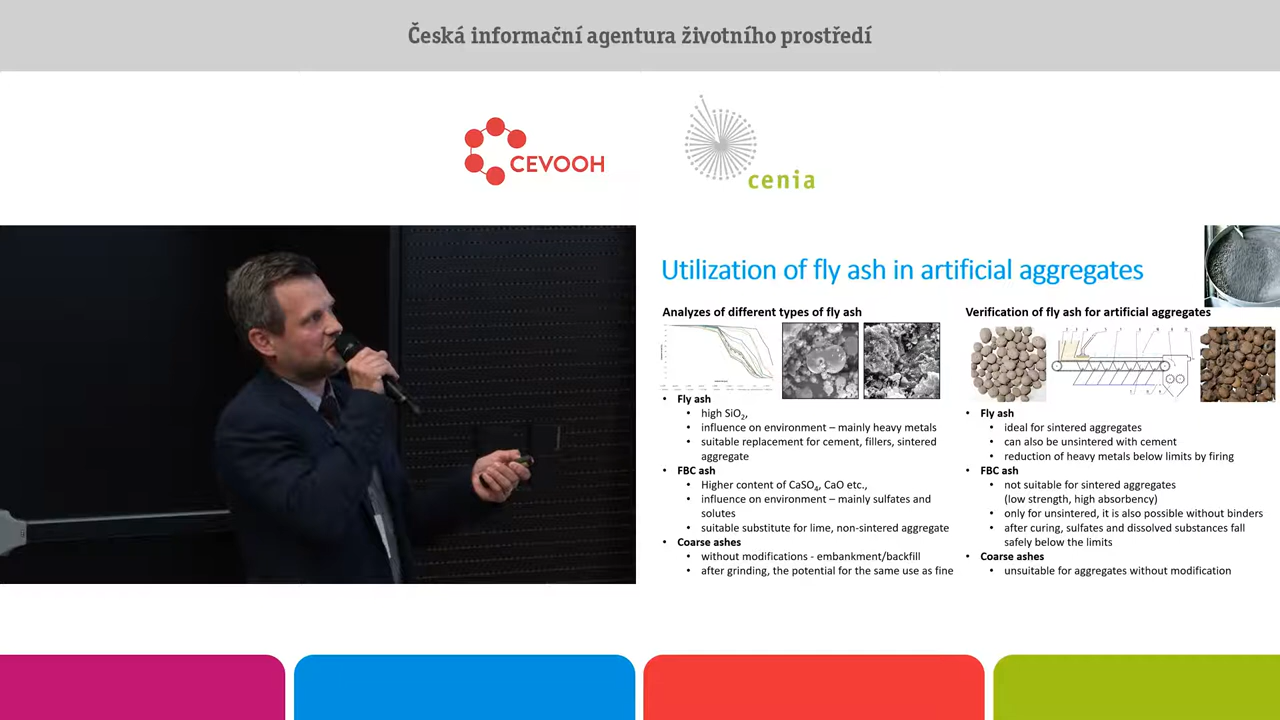 Česká informační agentura životního prostředí
CEVOOH
cenia
Utilization of fly ash in artificial aggregates
Analyzes of different types of fly ash
• Fly ash
• high SiO₂,
• influence on environment – mainly heavy metals
• suitable replacement for cement, fillers, sintered
aggregate
• FBC ash
• Higher content of CaSO₄, CaO etc.,
• influence on environment – mainly sulfates and
solutes
• suitable substitute for lime, non-sintered aggregate
• Coarse ashes
• without modifications - embankment/backfill
• after grinding, the potential for the same use as fine
Verification of fly ash for artificial aggregates
• Fly ash
• ideal for sintered aggregates
• can also be unsintered with cement
• reduction of heavy metals below limits by firing
• FBC ash
• not suitable for sintered aggregates
(low strength, high absorbency)
• only for unsintered, it is also possible without binders
• after curing, sulfates and dissolved substances fall
safely below the limits
• Coarse ashes
• unsuitable for aggregates without modification